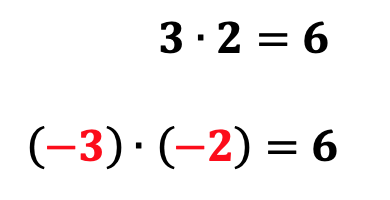 3 · 2 = 6
(−3) · (−2) = 6